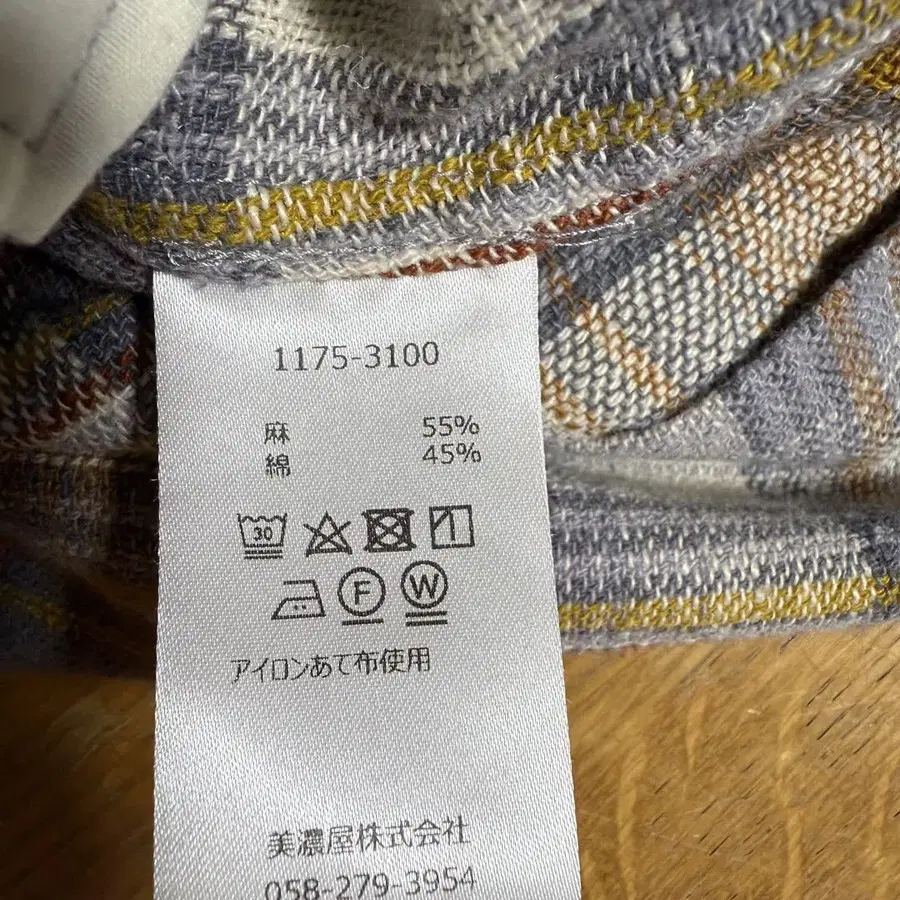 1175-3100
麻 55%
綿 45%
30
F W
アイロンあて布使用
美濃屋株式会社
058-279-3954